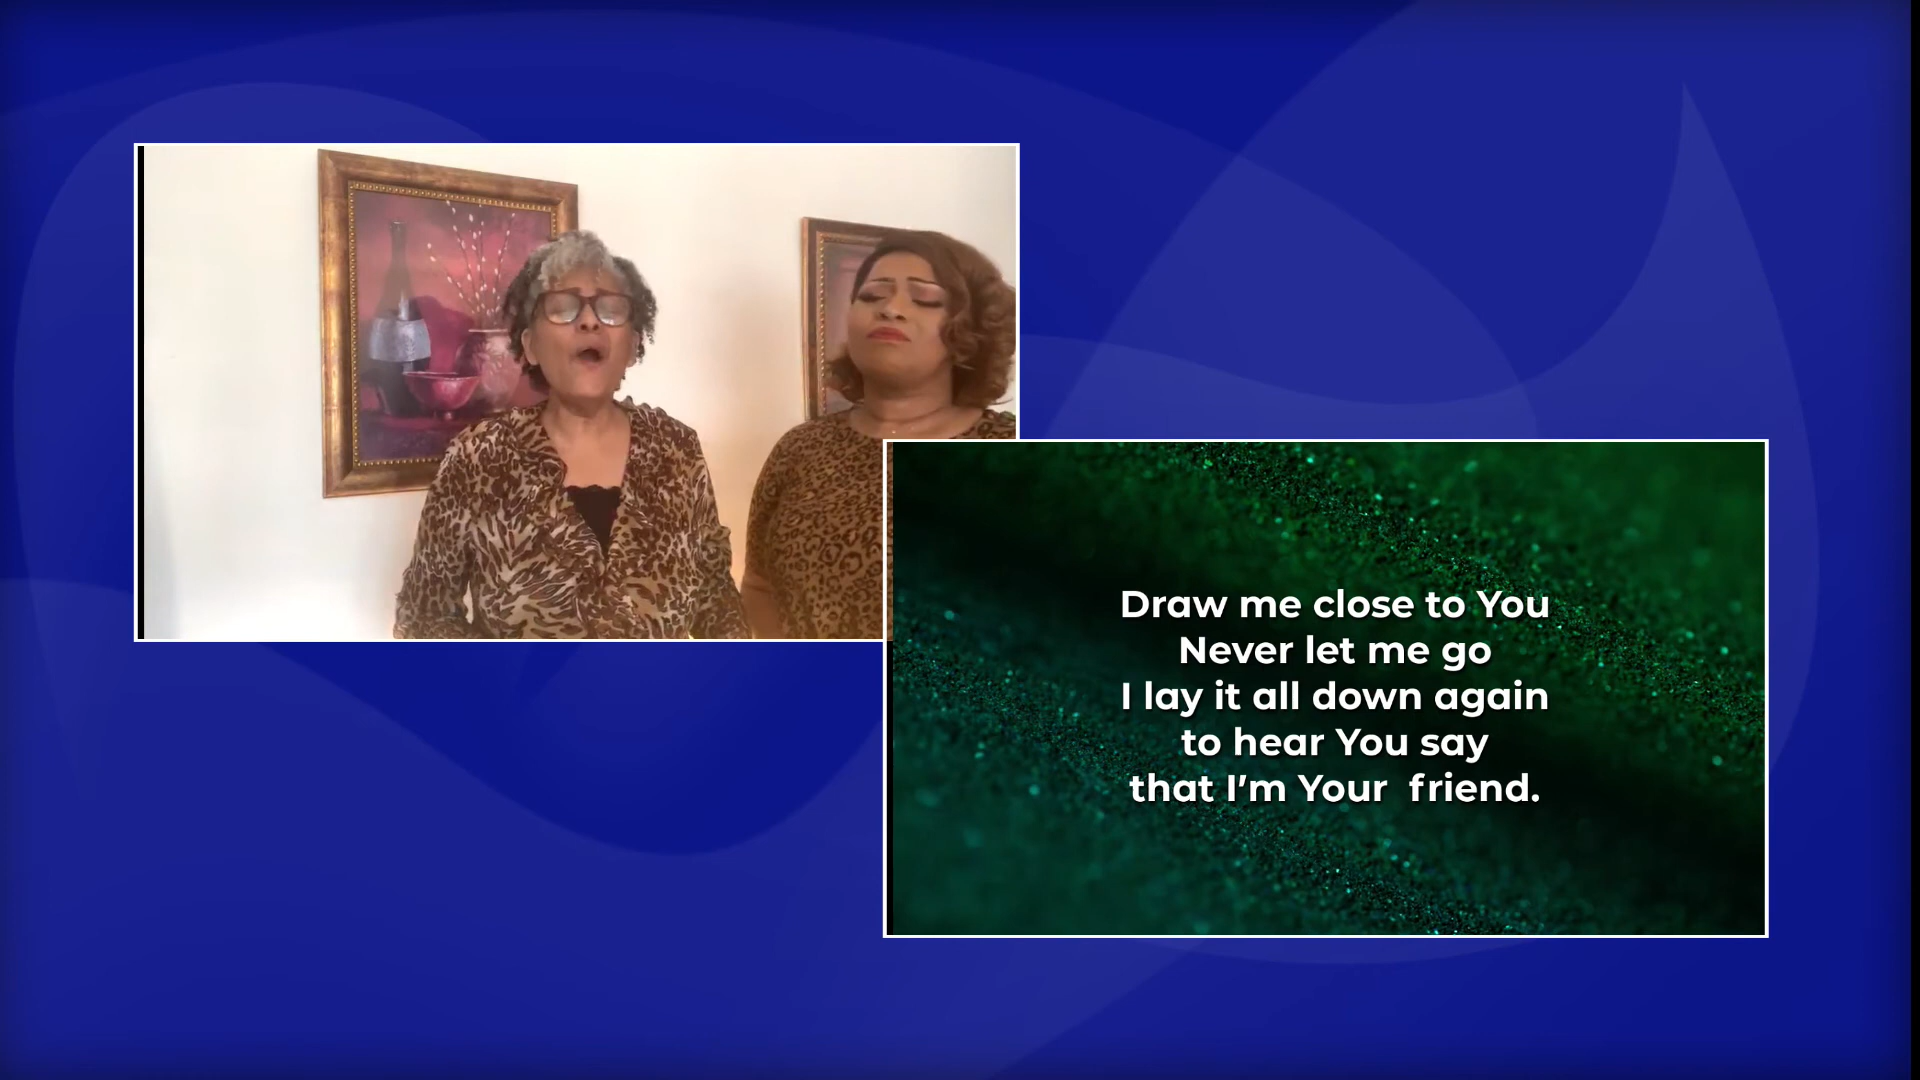 Draw me close to You
Never let me go
I lay it all down again
to hear You say
that I'm Your  friend.